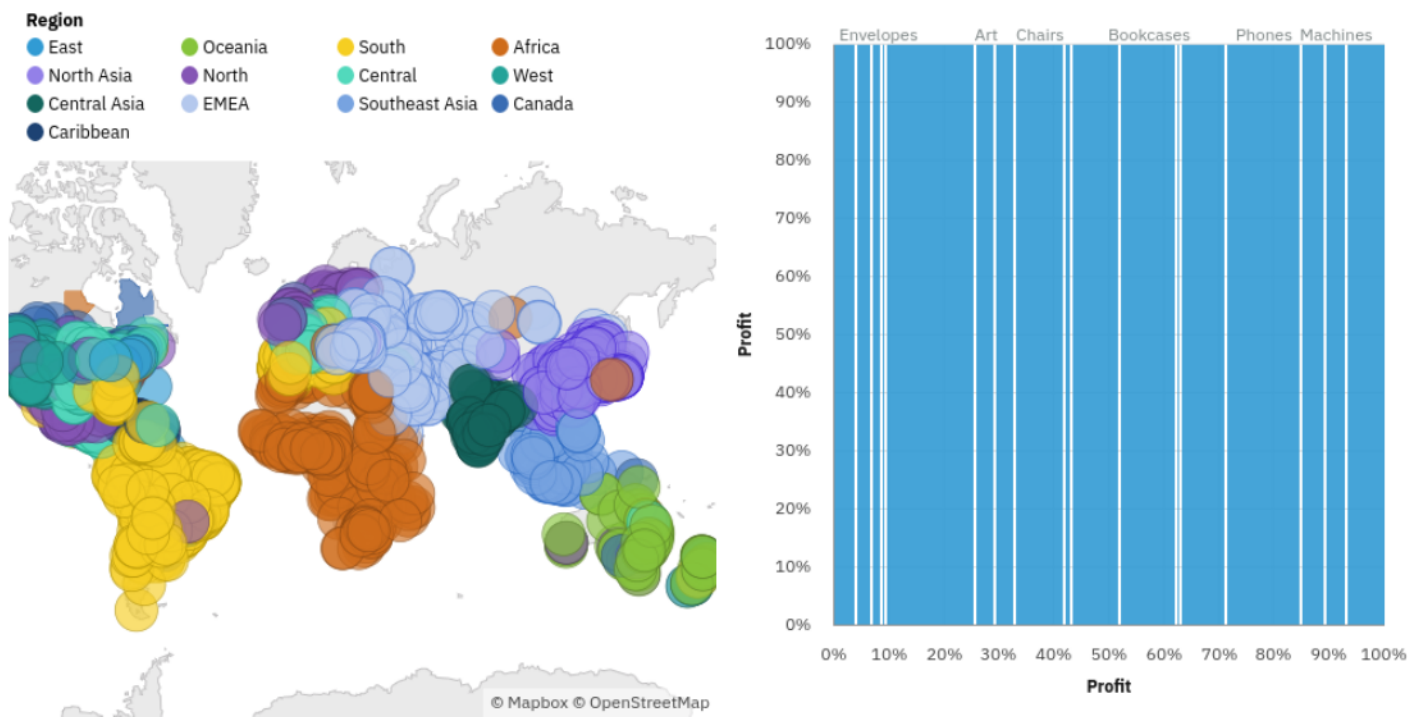 Region
East
Oceania
South
Africa
North Asia
North
Central
West
Central Asia
EMEA
Southeast Asia
Canada
Caribbean
© Mapbox © OpenStreetMap
Envelopes Art Chairs Bookcases Phones Machines
100%
90%
80%
70%
60%
50%
40%
30%
20%
10%
0%
Profit
0% 10% 20% 30% 40% 50% 60% 70% 80% 90% 100%
Profit